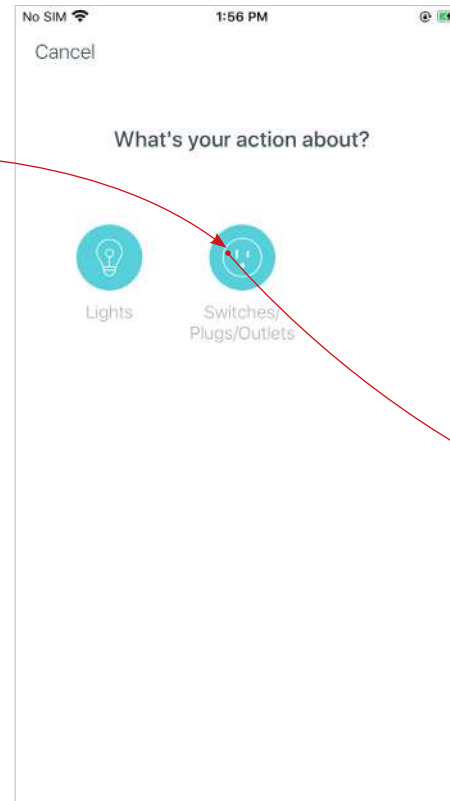 No SIM 1:56 PM
Cancel
What's your action about?
Lights
Switches/
Plugs/Outlets